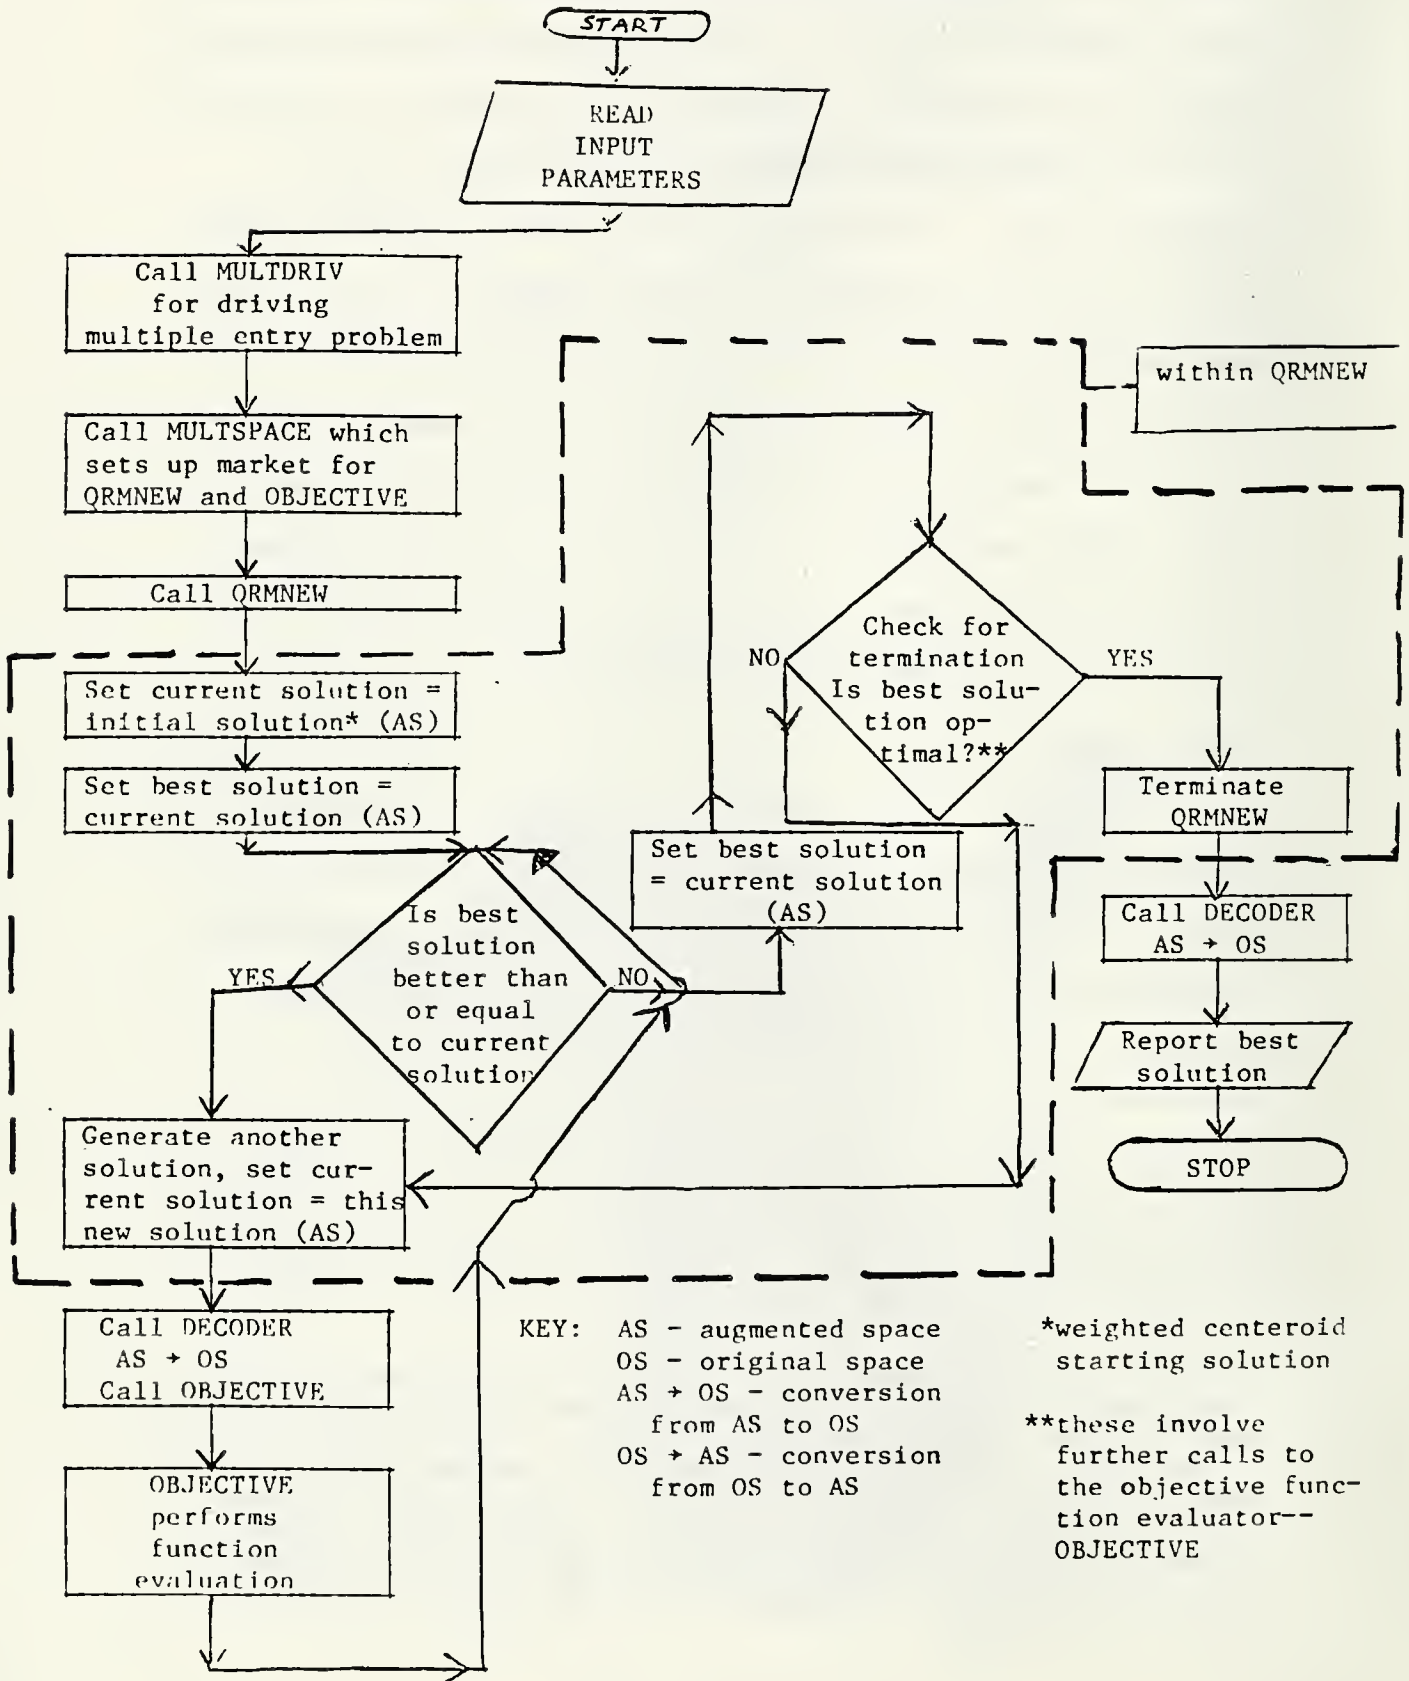 START
READ
INPUT
PARAMETERS
Call MULTDRIV
for driving
multiple entry problem
within QRMNEW
Call MULTSPACE which
sets up market for
QRMNEW and OBJECTIVE
Call QRMNEW
Set current solution =
initial solution* (AS)
Set best solution =
current solution (AS)
Is best
solution
better than
or equal
to current
solution
YES
NO
Set best solution
= current solution
(AS)
Check for
termination
Is best solu-
tion op-
timal?**
NO
YES
Terminate
QRMNEW
Call DECODER
AS → OS
Report best
solution
STOP
Generate another
solution, set cur-
rent solution = this
new solution (AS)
Call DECODER
AS → OS
Call OBJECTIVE
OBJECTIVE
performs
function
evaluation
KEY: AS - augmented space
OS - original space
AS → OS - conversion
from AS to OS
OS → AS - conversion
from OS to AS
*weighted centeroid
starting solution
**these involve
further calls to
the objective func-
tion evaluator--
OBJECTIVE